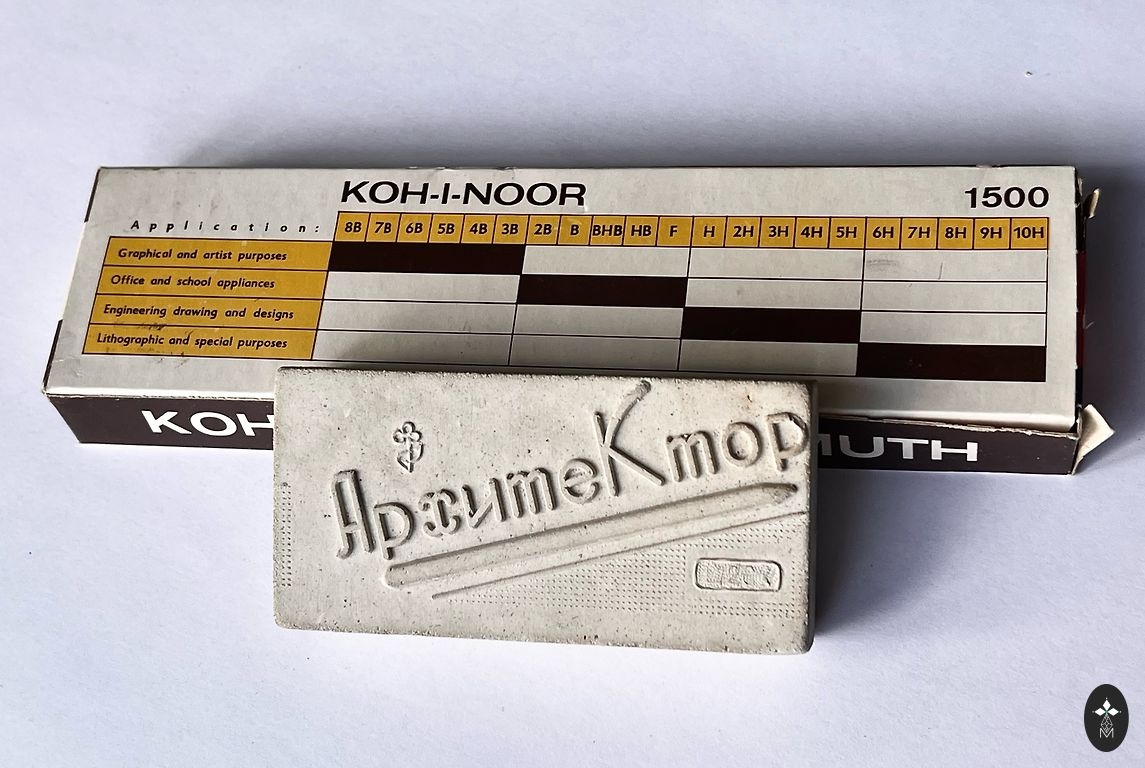 KOH-I-NOOR 1500
Application: 8B 7B 6B 5B 4B 3B 2B B BHB HB F H 2H 3H 4H 5H 6H 7H 8H 9H 10H
Graphical and artist purposes
Office and school appliances
Engineering drawing and designs
Lithographic and special purposes
KOH
MUTH
АрхитеКтор